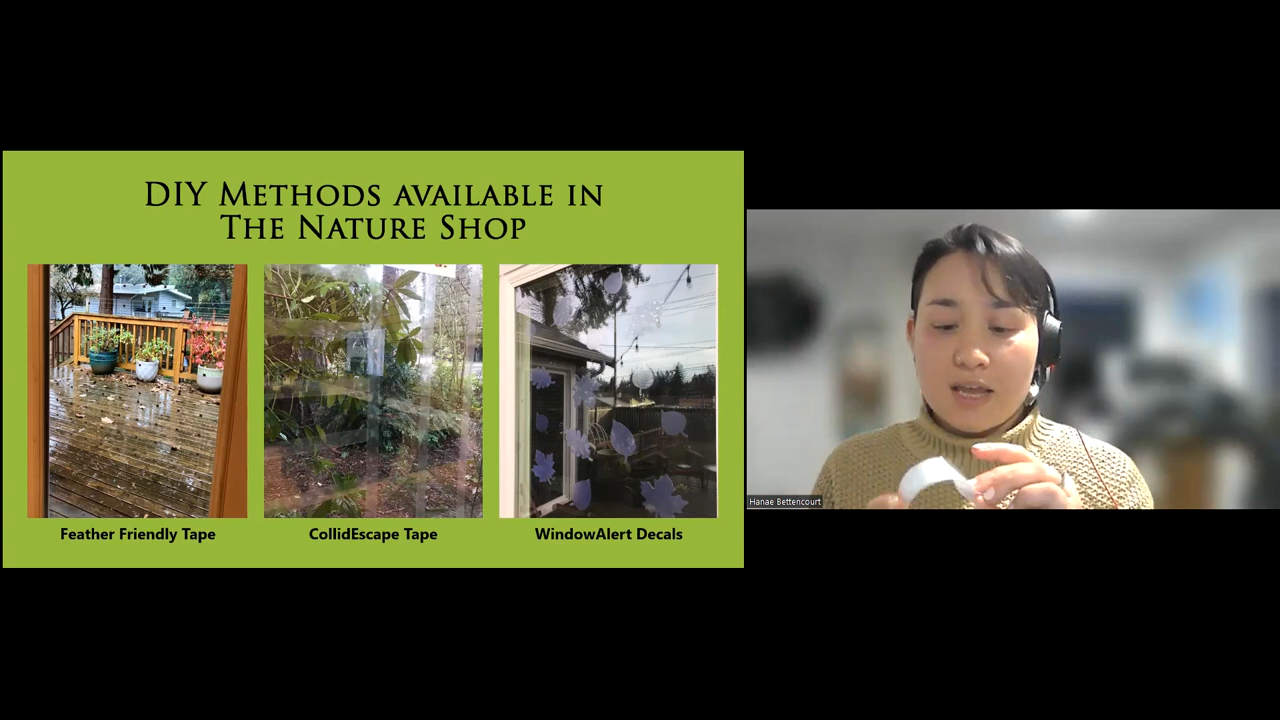 DIY Methods available in
The Nature Shop
Feather Friendly Tape
CollidEscape Tape
WindowAlert Decals
Hanae Bettencourt